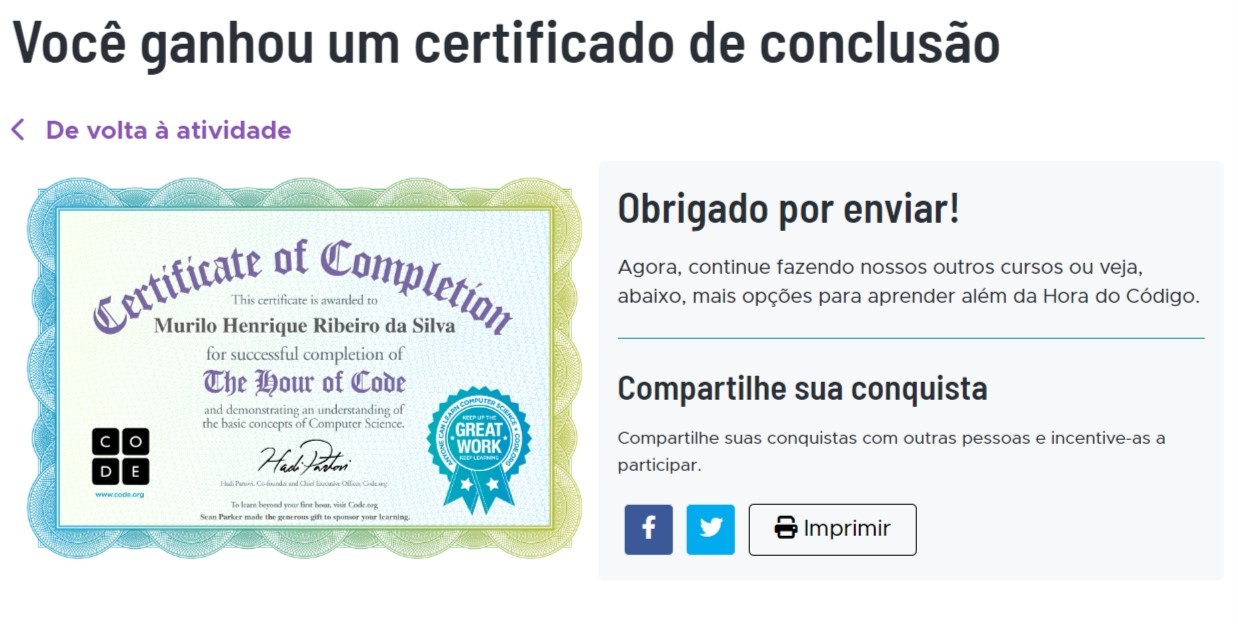 Você ganhou um certificado de conclusão
De volta à atividade
Certificate of Completion
This certificate is awarded to
Murilo Henrique Ribeiro da Silva
for successful completion of
The Hour of Code
and demonstrating an understanding of
the basic concepts of Computer Science.
Hadi Partovi
Hadi Partovi, Co-founder and Chief Executive Officer, Code.org
To learn beyond your first hour, visit Code.org
Sean Parker made the generous gift to sponsor your learning.
C O
D E
www.code.org
ANYONE CAN LEARN COMPUTER SCIENCE
CODE.ORG
KEEP UP THE
GREAT
WORK
KEEP LEARNING
Obrigado por enviar!
Agora, continue fazendo nossos outros cursos ou veja,
abaixo, mais opções para aprender além da Hora do Código.
Compartilhe sua conquista
Compartilhe suas conquistas com outras pessoas e incentive-as a
participar.
Imprimir